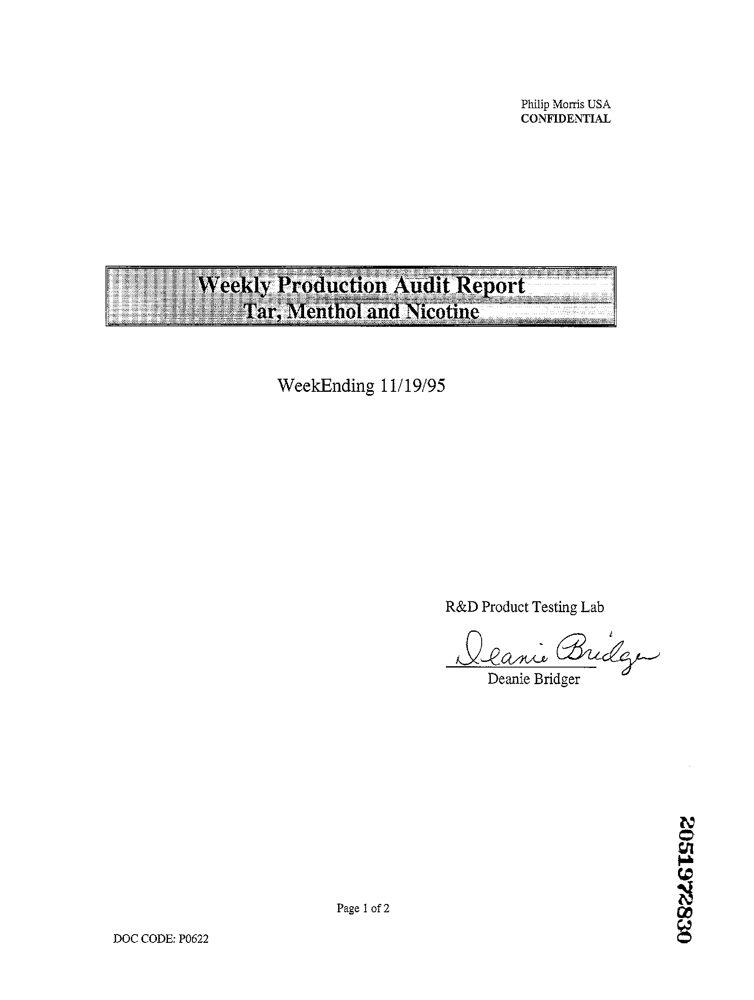 Philip Morris USA
CONFIDENTIAL
Weekly Production Audit Report
Tar, Menthol and Nicotine
WeekEnding 11/19/95
R&D Product Testing Lab
Deanie Bridger
Deanie Bridger
Page 1 of 2
DOC CODE: P0622
2051972830